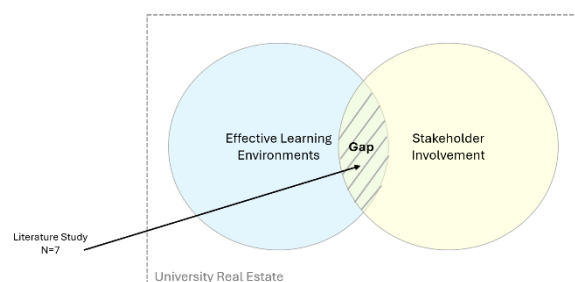 Effective Learning
Environments
Gap
Stakeholder
Involvement
Literature Study
N=7
University Real Estate